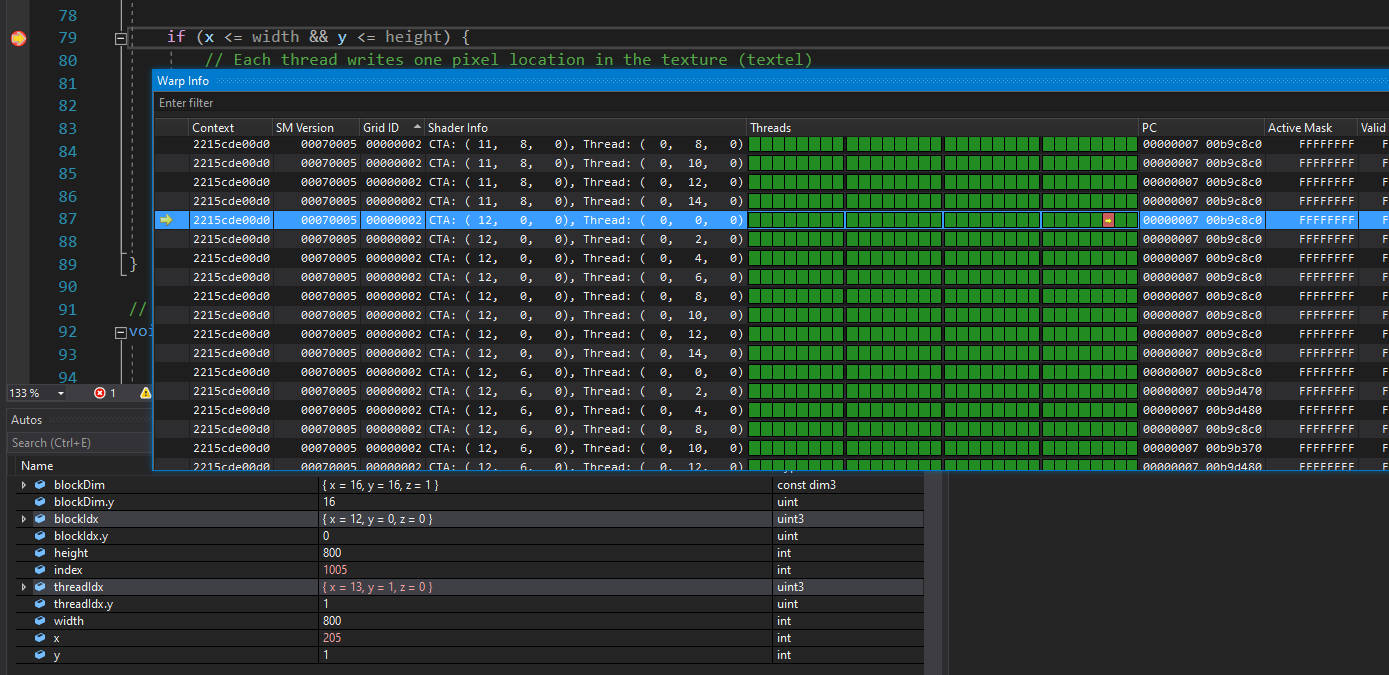 78
79 if (x <= width && y <= height) {
80 // Each thread writes one pixel location in the texture (textel)
81
82
83
84
85
86
87
88
89 }
90
91 //
92 voi
93
94
133 % 1
Warp Info
Enter filter
Context SM Version Grid ID Shader Info Threads PC Active Mask Valid
2215cde00d0 00070005 00000002 CTA: ( 11, 8, 0), Thread: ( 0, 8, 0) 00000007 00b9c8c0 FFFFFFFF F
2215cde00d0 00070005 00000002 CTA: ( 11, 8, 0), Thread: ( 0, 10, 0) 00000007 00b9c8c0 FFFFFFFF F
2215cde00d0 00070005 00000002 CTA: ( 11, 8, 0), Thread: ( 0, 12, 0) 00000007 00b9c8c0 FFFFFFFF F
2215cde00d0 00070005 00000002 CTA: ( 11, 8, 0), Thread: ( 0, 14, 0) 00000007 00b9c8c0 FFFFFFFF F
2215cde00d0 00070005 00000002 CTA: ( 12, 0, 0), Thread: ( 0, 0, 0) 00000007 00b9c8c0 FFFFFFFF F
2215cde00d0 00070005 00000002 CTA: ( 12, 0, 0), Thread: ( 0, 2, 0) 00000007 00b9c8c0 FFFFFFFF F
2215cde00d0 00070005 00000002 CTA: ( 12, 0, 0), Thread: ( 0, 4, 0) 00000007 00b9c8c0 FFFFFFFF F
2215cde00d0 00070005 00000002 CTA: ( 12, 0, 0), Thread: ( 0, 6, 0) 00000007 00b9c8c0 FFFFFFFF F
2215cde00d0 00070005 00000002 CTA: ( 12, 0, 0), Thread: ( 0, 8, 0) 00000007 00b9c8c0 FFFFFFFF F
2215cde00d0 00070005 00000002 CTA: ( 12, 0, 0), Thread: ( 0, 10, 0) 00000007 00b9c8c0 FFFFFFFF F
2215cde00d0 00070005 00000002 CTA: ( 12, 0, 0), Thread: ( 0, 12, 0) 00000007 00b9c8c0 FFFFFFFF F
2215cde00d0 00070005 00000002 CTA: ( 12, 0, 0), Thread: ( 0, 14, 0) 00000007 00b9c8c0 FFFFFFFF F
2215cde00d0 00070005 00000002 CTA: ( 12, 6, 0), Thread: ( 0, 0, 0) 00000007 00b9c8c0 FFFFFFFF F
2215cde00d0 00070005 00000002 CTA: ( 12, 6, 0), Thread: ( 0, 2, 0) 00000007 00b9d470 FFFFFFFF F
2215cde00d0 00070005 00000002 CTA: ( 12, 6, 0), Thread: ( 0, 4, 0) 00000007 00b9d480 FFFFFFFF F
2215cde00d0 00070005 00000002 CTA: ( 12, 6, 0), Thread: ( 0, 8, 0) 00000007 00b9c8c0 FFFFFFFF F
2215cde00d0 00070005 00000002 CTA: ( 12, 6, 0), Thread: ( 0, 10, 0) 00000007 00b9b370 FFFFFFFF F
2215cde00d0 00070005 00000002 CTA: ( 12, 6, 0), Thread: ( 0, 12, 0) 00000007 00b9d480 FFFFFFFF F
Autos
Search (Ctrl+E)
Name
blockDim { x = 16, y = 16, z = 1 } const dim3
blockDim.y 16 uint
blockIdx { x = 12, y = 0, z = 0 } uint3
blockIdx.y 0 uint
height 800 int
index 1005 int
threadIdx { x = 13, y = 1, z = 0 } uint3
threadIdx.y 1 uint
width 800 int
x 205 int
y 1 int